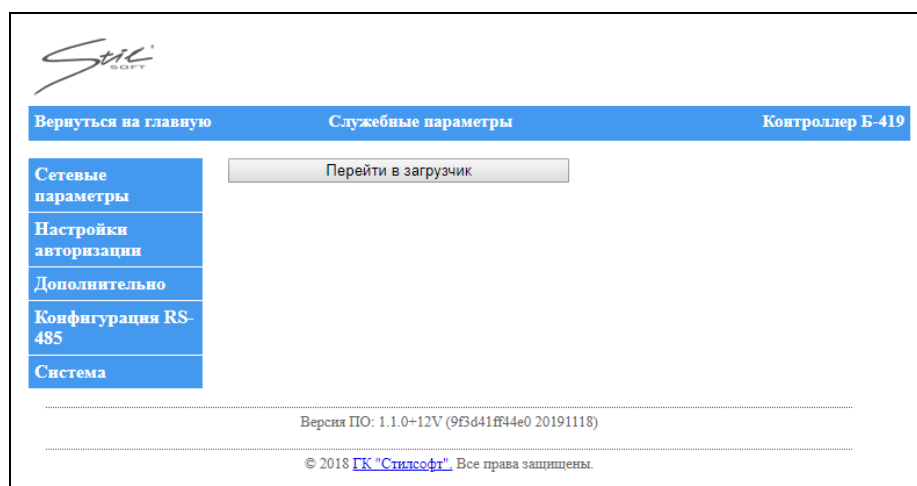 Stil
SOFT
Вернуться на главную Служебные параметры Контроллер Б-419
Сетевые
параметры
Перейти в загрузчик
Настройки
авторизации
Дополнительно
Конфигурация RS-
485
Система
Версия ПО: 1.1.0+12V (9f3d41ff44e0 20191118)
© 2018 ГК "Стилсофт". Все права защищены.